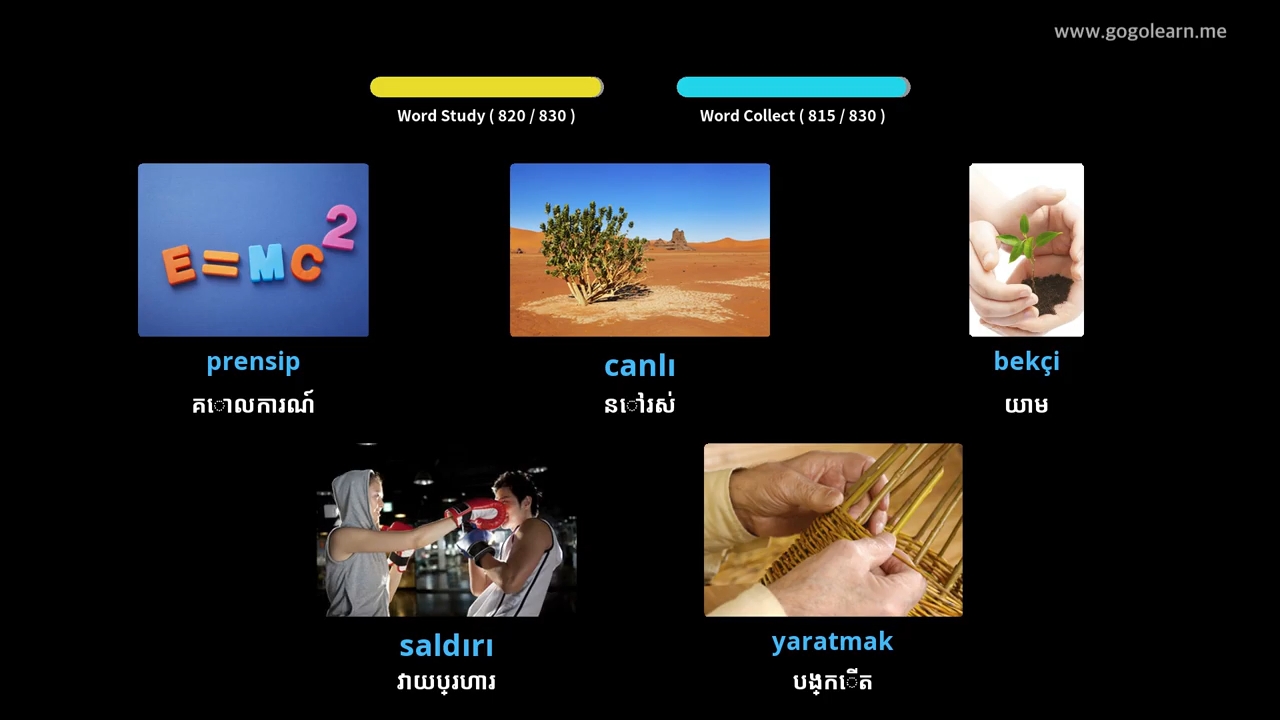 www.gogolearn.me
Word Study ( 820 / 830 )
Word Collect ( 815 / 830 )
prensip
canlı
bekçi
គោលការណ៍
នៅរស់
យាម
saldırı
yaratmak
វាយប្រហារ
បង្កើត